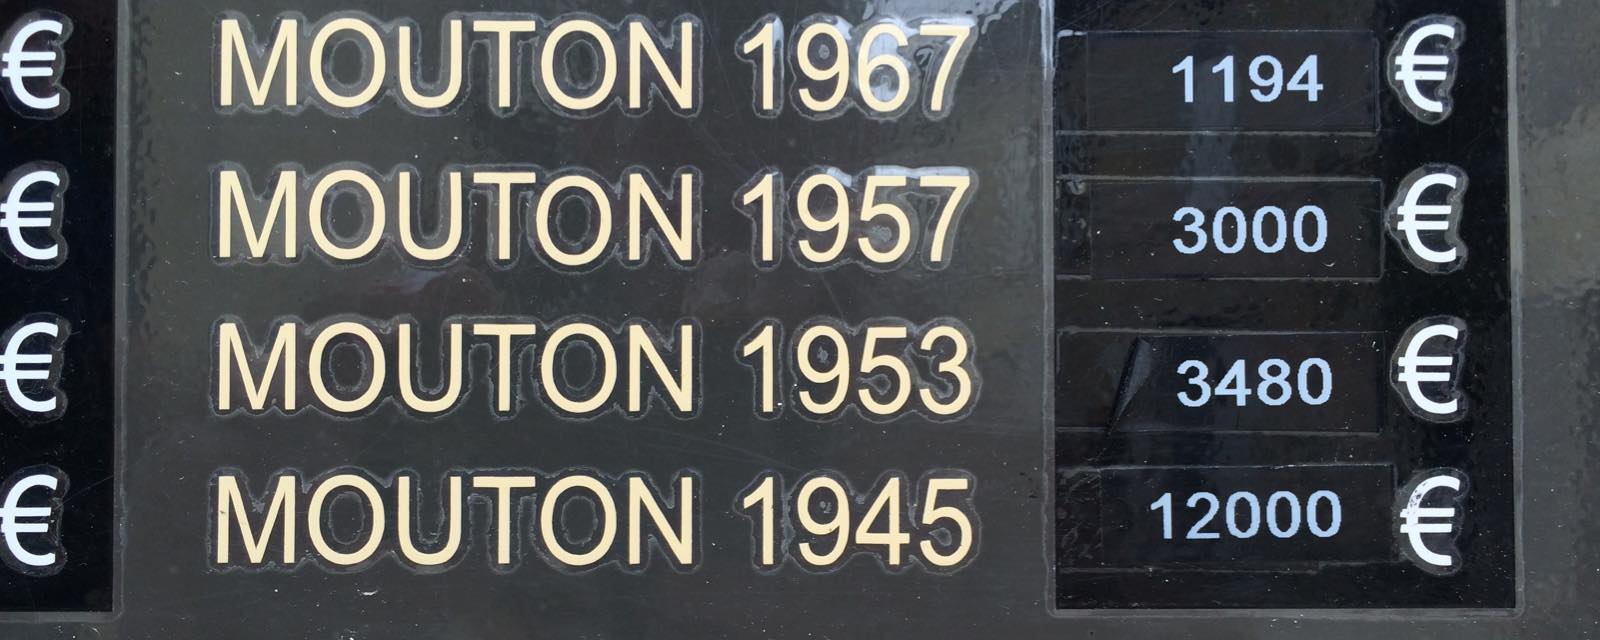 € MOUTON 1967 1194 €
€ MOUTON 1957 3000 €
€ MOUTON 1953 3480 €
€ MOUTON 1945 12000 €